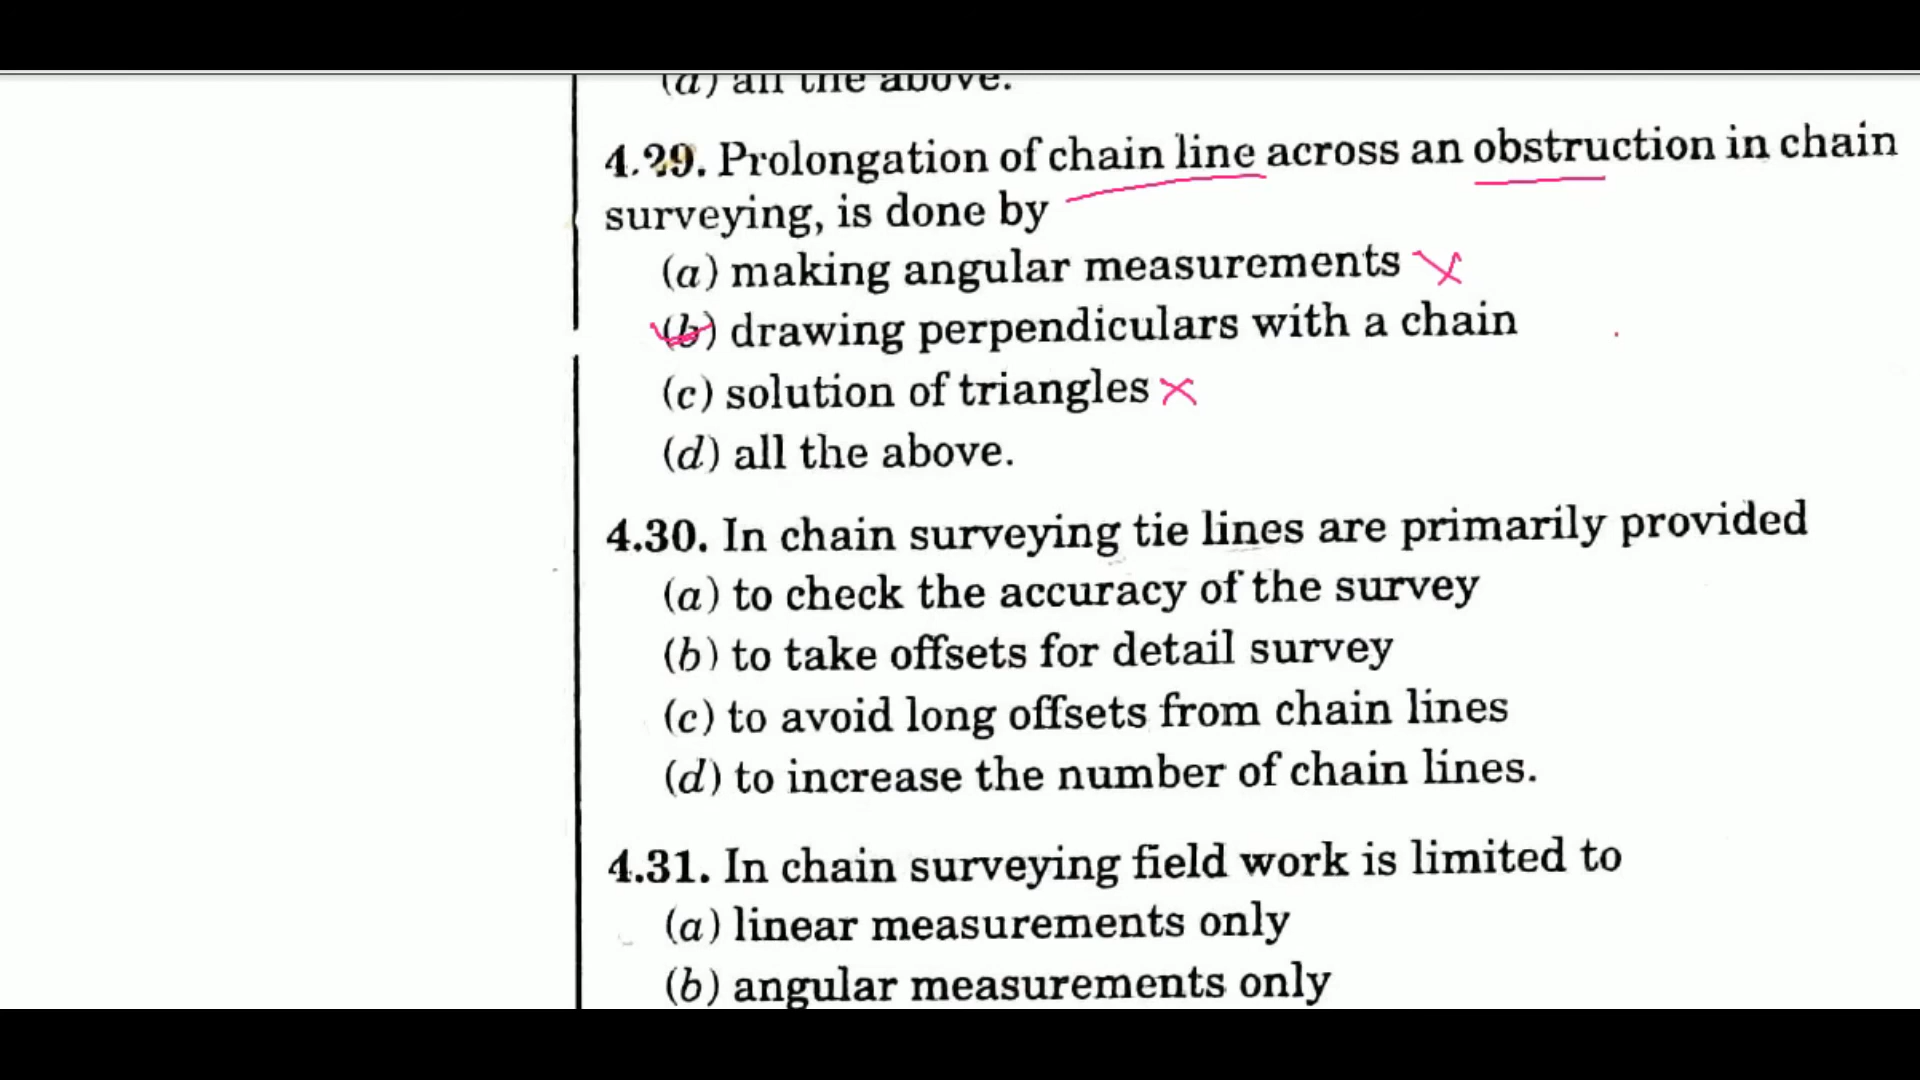 (d) all the above.
4.29. Prolongation of chain line across an obstruction in chain
surveying, is done by
(a) making angular measurements
(b) drawing perpendiculars with a chain
(c) solution of triangles
(d) all the above.
4.30. In chain surveying tie lines are primarily provided
(a) to check the accuracy of the survey
(b) to take offsets for detail survey
(c) to avoid long offsets from chain lines
(d) to increase the number of chain lines.
4.31. In chain surveying field work is limited to
(a) linear measurements only
(b) angular measurements only